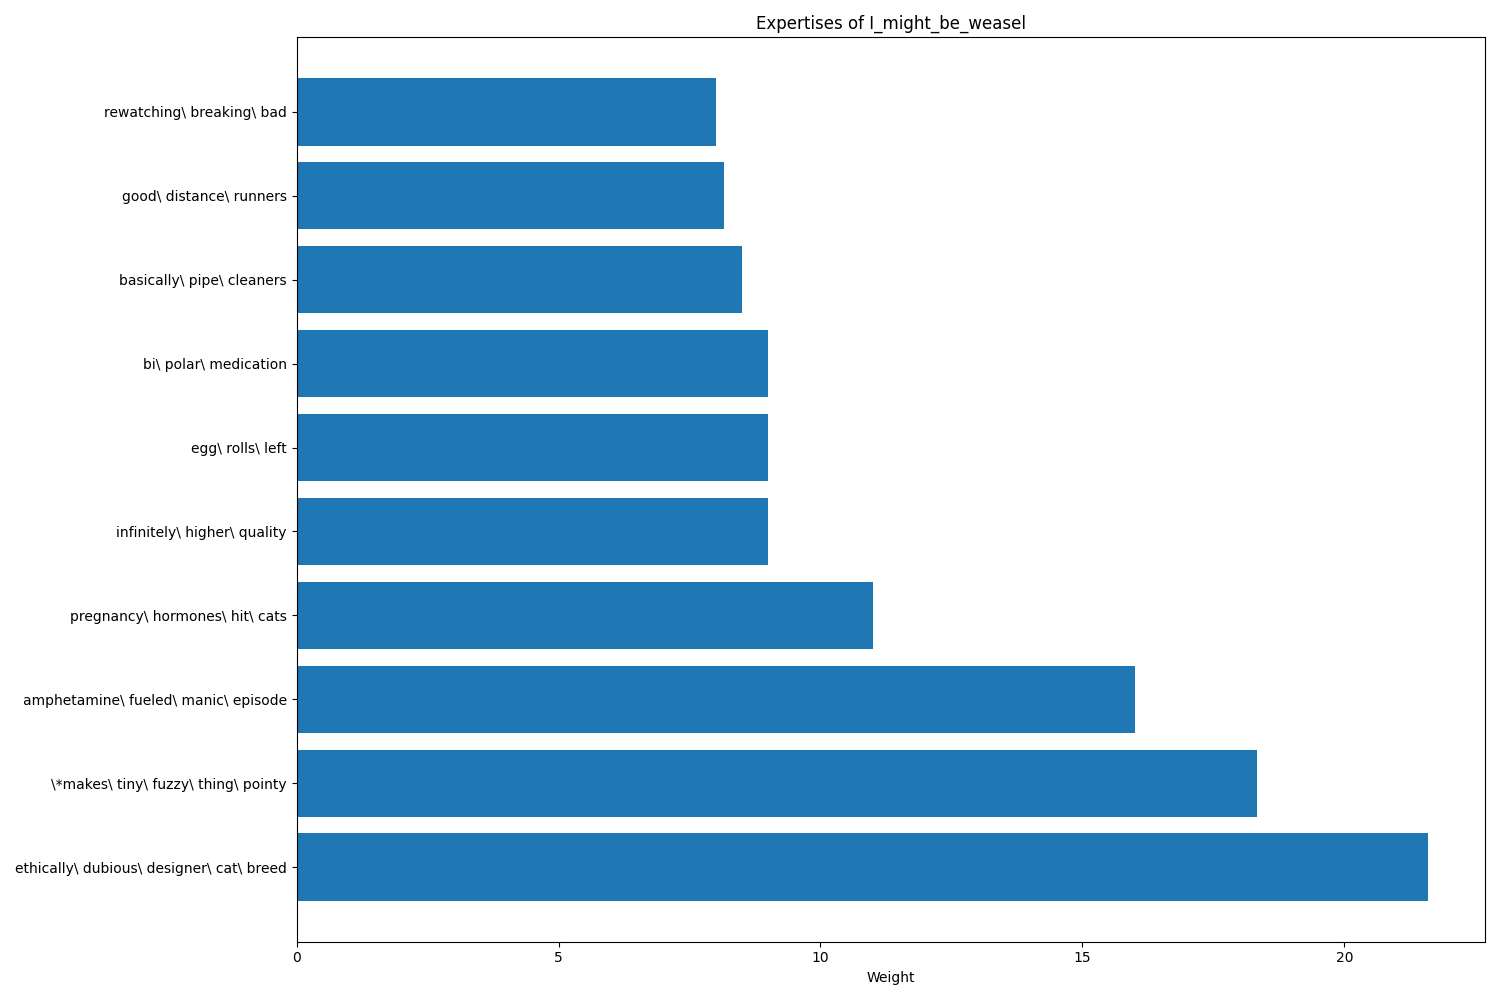 Expertises of I_might_be_weasel
rewatching\ breaking\ bad
good\ distance\ runners
basically\ pipe\ cleaners
bi\ polar\ medication
egg\ rolls\ left
infinitely\ higher\ quality
pregnancy\ hormones\ hit\ cats
amphetamine\ fueled\ manic\ episode
\*makes\ tiny\ fuzzy\ thing\ pointy
ethically\ dubious\ designer\ cat\ breed
0 5 10 15 20
Weight